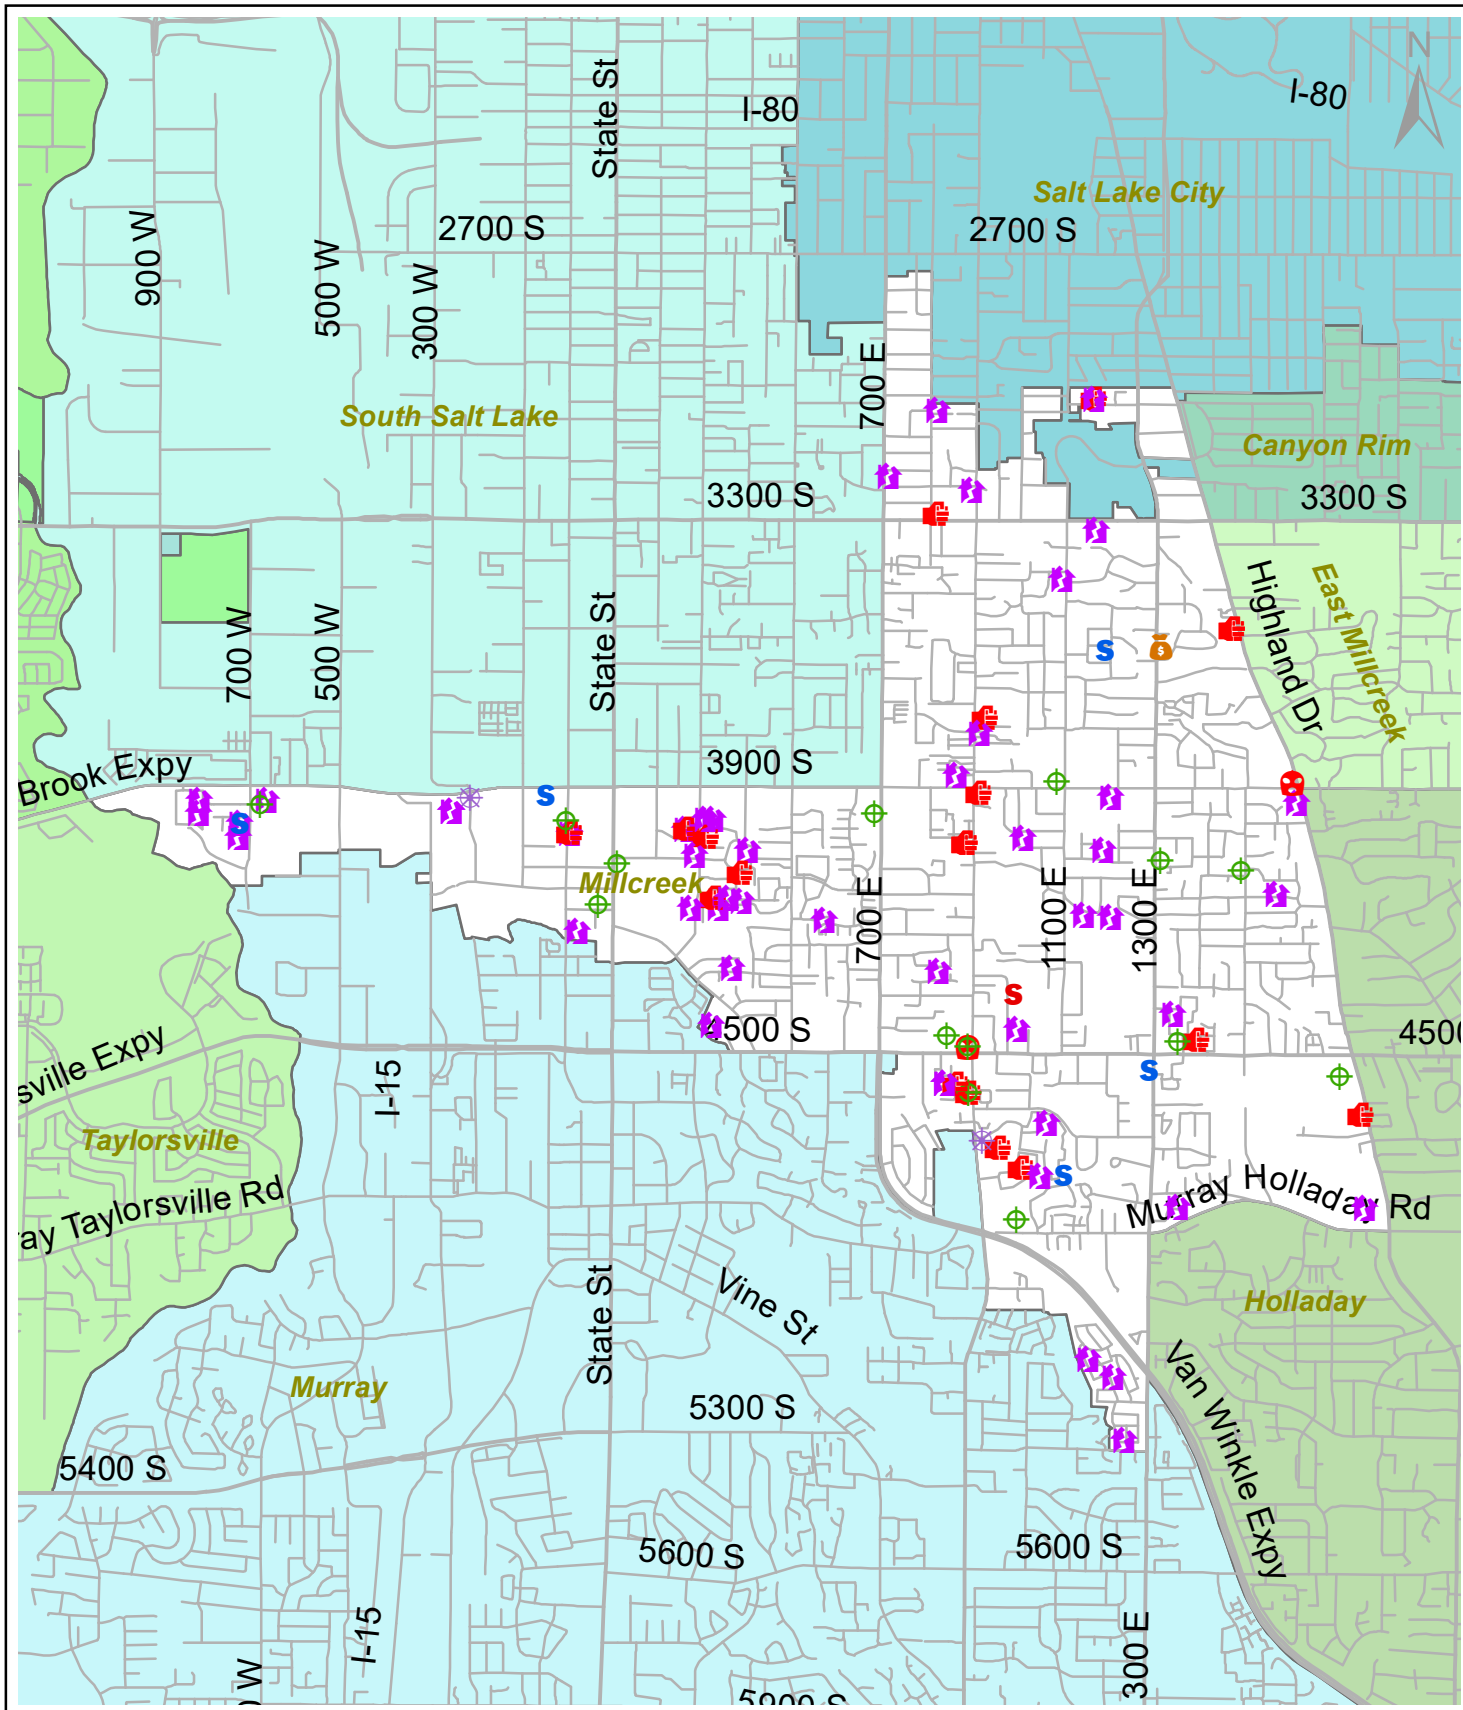 N
State St
I-80
I-80
Salt Lake City
900 W
2700 S
2700 S
500 W
300 W
700 E
South Salt Lake
Canyon Rim
3300 S
3300 S
Highland Dr
East Millcreek
700 W
500 W
State St
S
$
Brook Expy
3900 S
S
S
Millcreek
700 E
1100 E
1300 E
S
4500 S
4500
sville Expy
I-15
S
Taylorsville
S
ay Taylorsville Rd
Murray Holladay Rd
Vine St
State St
Holladay
Murray
Van Winkle Expy
5300 S
5400 S
5600 S
5600 S
I-15
300 E
0 W
5900 S